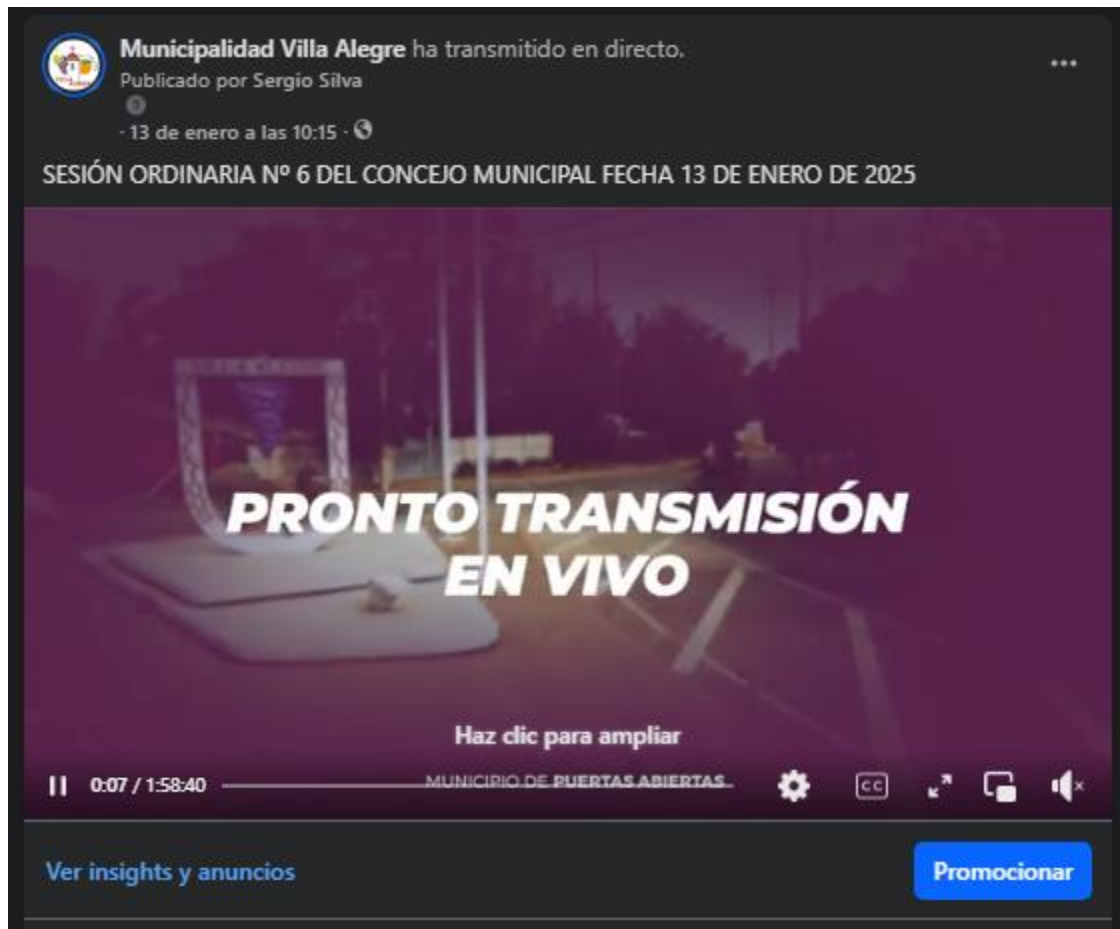 Municipalidad Villa Alegre ha transmitido en directo.
Publicado por Sergio Silva
· 13 de enero a las 10:15 ·
SESIÓN ORDINARIA Nº 6 DEL CONCEJO MUNICIPAL FECHA 13 DE ENERO DE 2025
VILLA ALEGRE
PRONTO TRANSMISIÓN
EN VIVO
Haz clic para ampliar
0:07 / 1:58:40
MUNICIPIO DE PUERTAS ABIERTAS
CC
Ver insights y anuncios
Promocionar